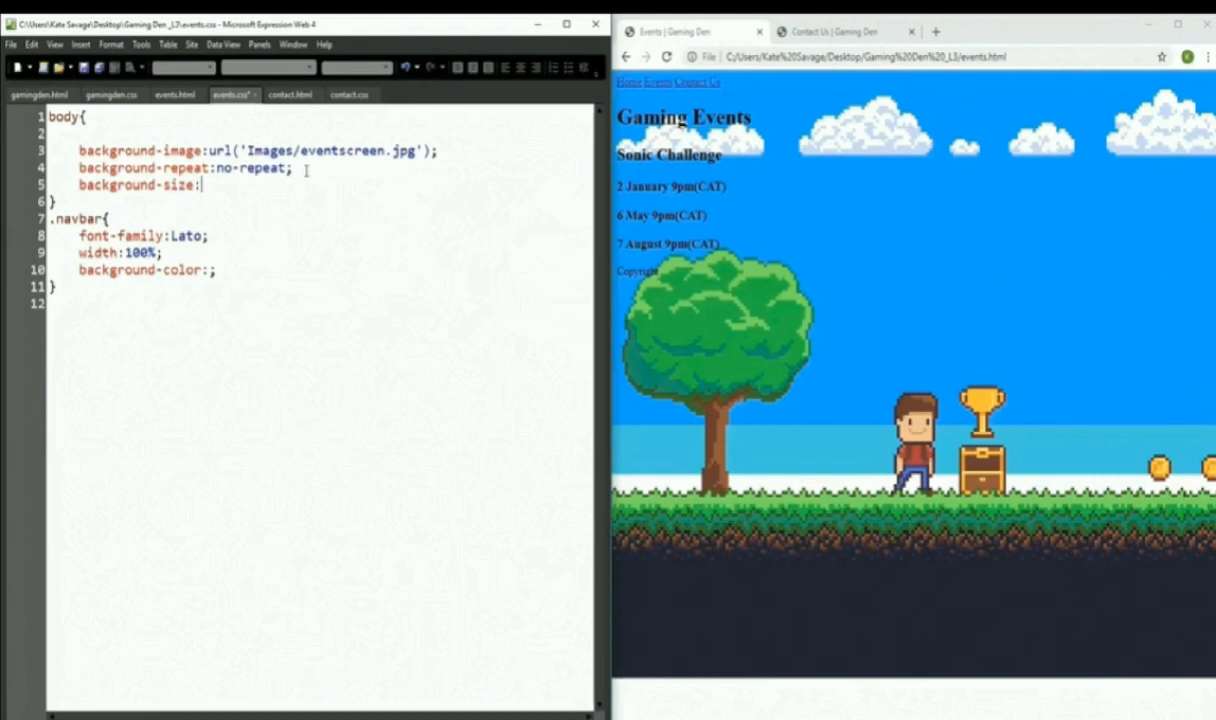 C:\Users\Kate Savage\Desktop\Gaming Den _L3\events.css - Microsoft Expression Web 4
File Edit View Insert Format Tools Table Site Data View Panels Window Help
gamingden.html gamingden.css events.html events.css* contact.html contact.css
1 body{
2
3 background-image:url('Images/eventscreen.jpg');
4 background-repeat:no-repeat;
5 background-size:
6 }
7 .navbar{
8 font-family:Lato;
9 width:100%;
10 background-color:;
11 }
12
Events | Gaming Den
Contact Us | Gaming Den
File C:/Users/Kate%20Savage/Desktop/Gaming%20Den%20_L3/events.html
Home Events Contact Us
Gaming Events
Sonic Challenge
2 January 9pm(CAT)
6 May 9pm(CAT)
7 August 9pm(CAT)
Copyright